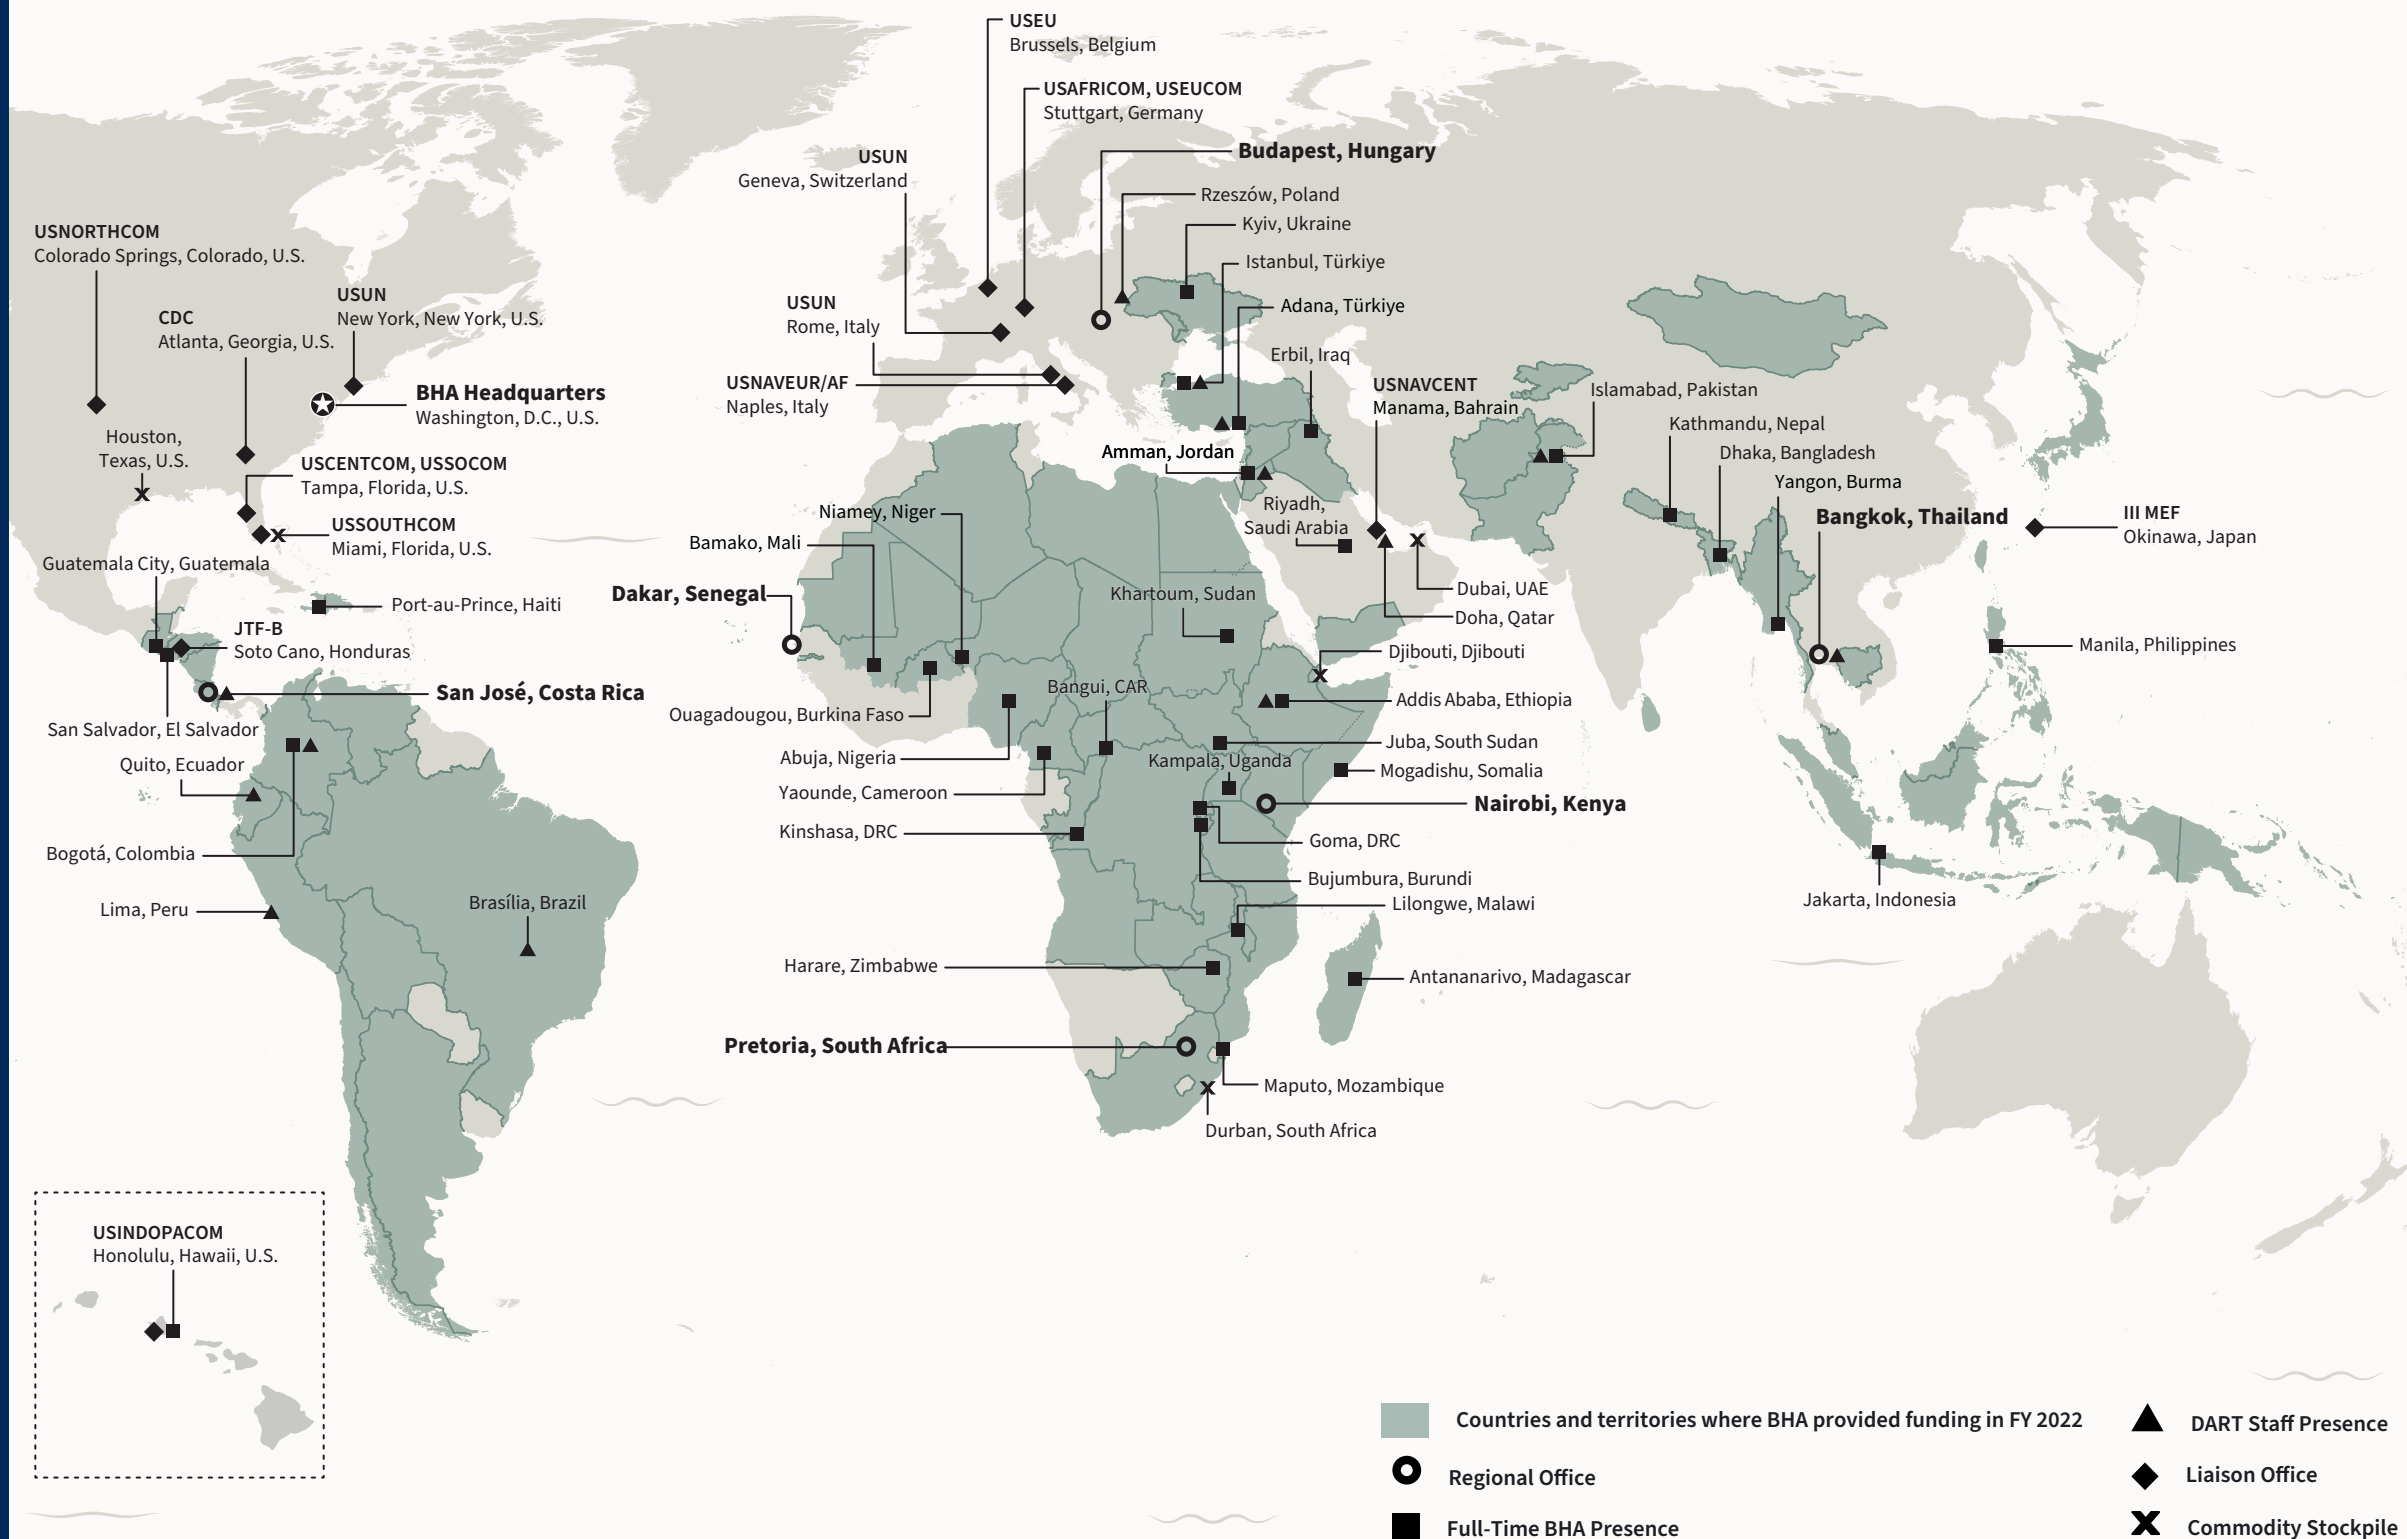 USEU
Brussels, Belgium
USAFRICOM, USEUCOM
Stuttgart, Germany
USUN
Geneva, Switzerland
Budapest, Hungary
Rzeszów, Poland
Kyiv, Ukraine
Istanbul, Türkiye
Adana, Türkiye
USNORTHCOM
Colorado Springs, Colorado, U.S.
USUN
New York, New York, U.S.
CDC
Atlanta, Georgia, U.S.
USUN
Rome, Italy
Erbil, Iraq
USNAVEUR/AF
Naples, Italy
USNAVCENT
Manama, Bahrain
Islamabad, Pakistan
BHA Headquarters
Washington, D.C., U.S.
Houston,
Texas, U.S.
Kathmandu, Nepal
Dhaka, Bangladesh
Yangon, Burma
Amman, Jordan
USCENTCOM, USSOCOM
Tampa, Florida, U.S.
Riyadh,
Saudi Arabia
Niamey, Niger
Bangkok, Thailand
III MEF
Okinawa, Japan
USSOUTHCOM
Miami, Florida, U.S.
Bamako, Mali
Guatemala City, Guatemala
Dakar, Senegal
Khartoum, Sudan
Dubai, UAE
Doha, Qatar
Port-au-Prince, Haiti
JTF-B
Soto Cano, Honduras
Djibouti, Djibouti
Manila, Philippines
San José, Costa Rica
Bangui, CAR
Addis Ababa, Ethiopia
Ouagadougou, Burkina Faso
San Salvador, El Salvador
Juba, South Sudan
Abuja, Nigeria
Kampala, Uganda
Quito, Ecuador
Mogadishu, Somalia
Yaounde, Cameroon
Nairobi, Kenya
Kinshasa, DRC
Goma, DRC
Bogotá, Colombia
Bujumbura, Burundi
Lilongwe, Malawi
Jakarta, Indonesia
Brasília, Brazil
Lima, Peru
Harare, Zimbabwe
Antananarivo, Madagascar
Pretoria, South Africa
Maputo, Mozambique
Durban, South Africa
USINDOPACOM
Honolulu, Hawaii, U.S.
Countries and territories where BHA provided funding in FY 2022
Regional Office
Full-Time BHA Presence
DART Staff Presence
Liaison Office
Commodity Stockpile